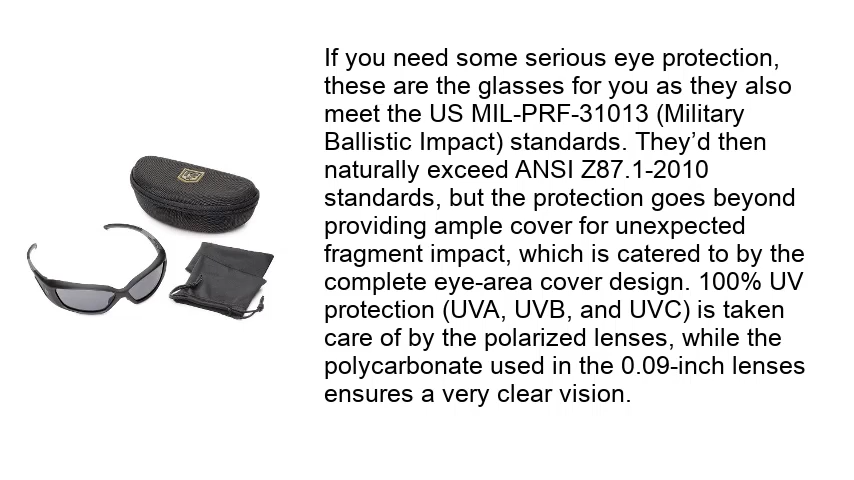 If you need some serious eye protection,
these are the glasses for you as they also
meet the US MIL-PRF-31013 (Military
Ballistic Impact) standards. They’d then
naturally exceed ANSI Z87.1-2010
standards, but the protection goes beyond
providing ample cover for unexpected
fragment impact, which is catered to by the
complete eye-area cover design. 100% UV
protection (UVA, UVB, and UVC) is taken
care of by the polarized lenses, while the
polycarbonate used in the 0.09-inch lenses
ensures a very clear vision.